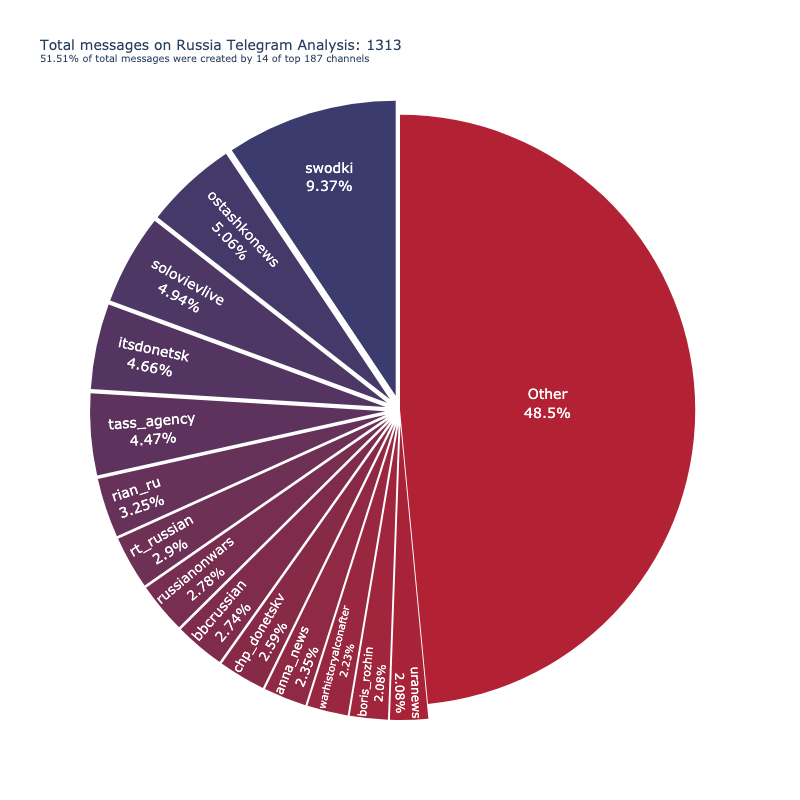 Total messages on Russia Telegram Analysis: 1313
51.51% of total messages were created by 14 of top 187 channels
swodki
9.37%
ostashkonews
5.06%
solovievlive
4.94%
itsdonetsk
4.66%
tass_agency
4.47%
rian_ru
3.25%
rt_russian
2.9%
russianonwars
2.78%
bbcrussian
2.74%
chp_donetskv
2.59%
anna_news
2.35%
warhistoryalconafter
2.23%
boris_rozhin
2.08%
uranews
2.08%
Other
48.5%